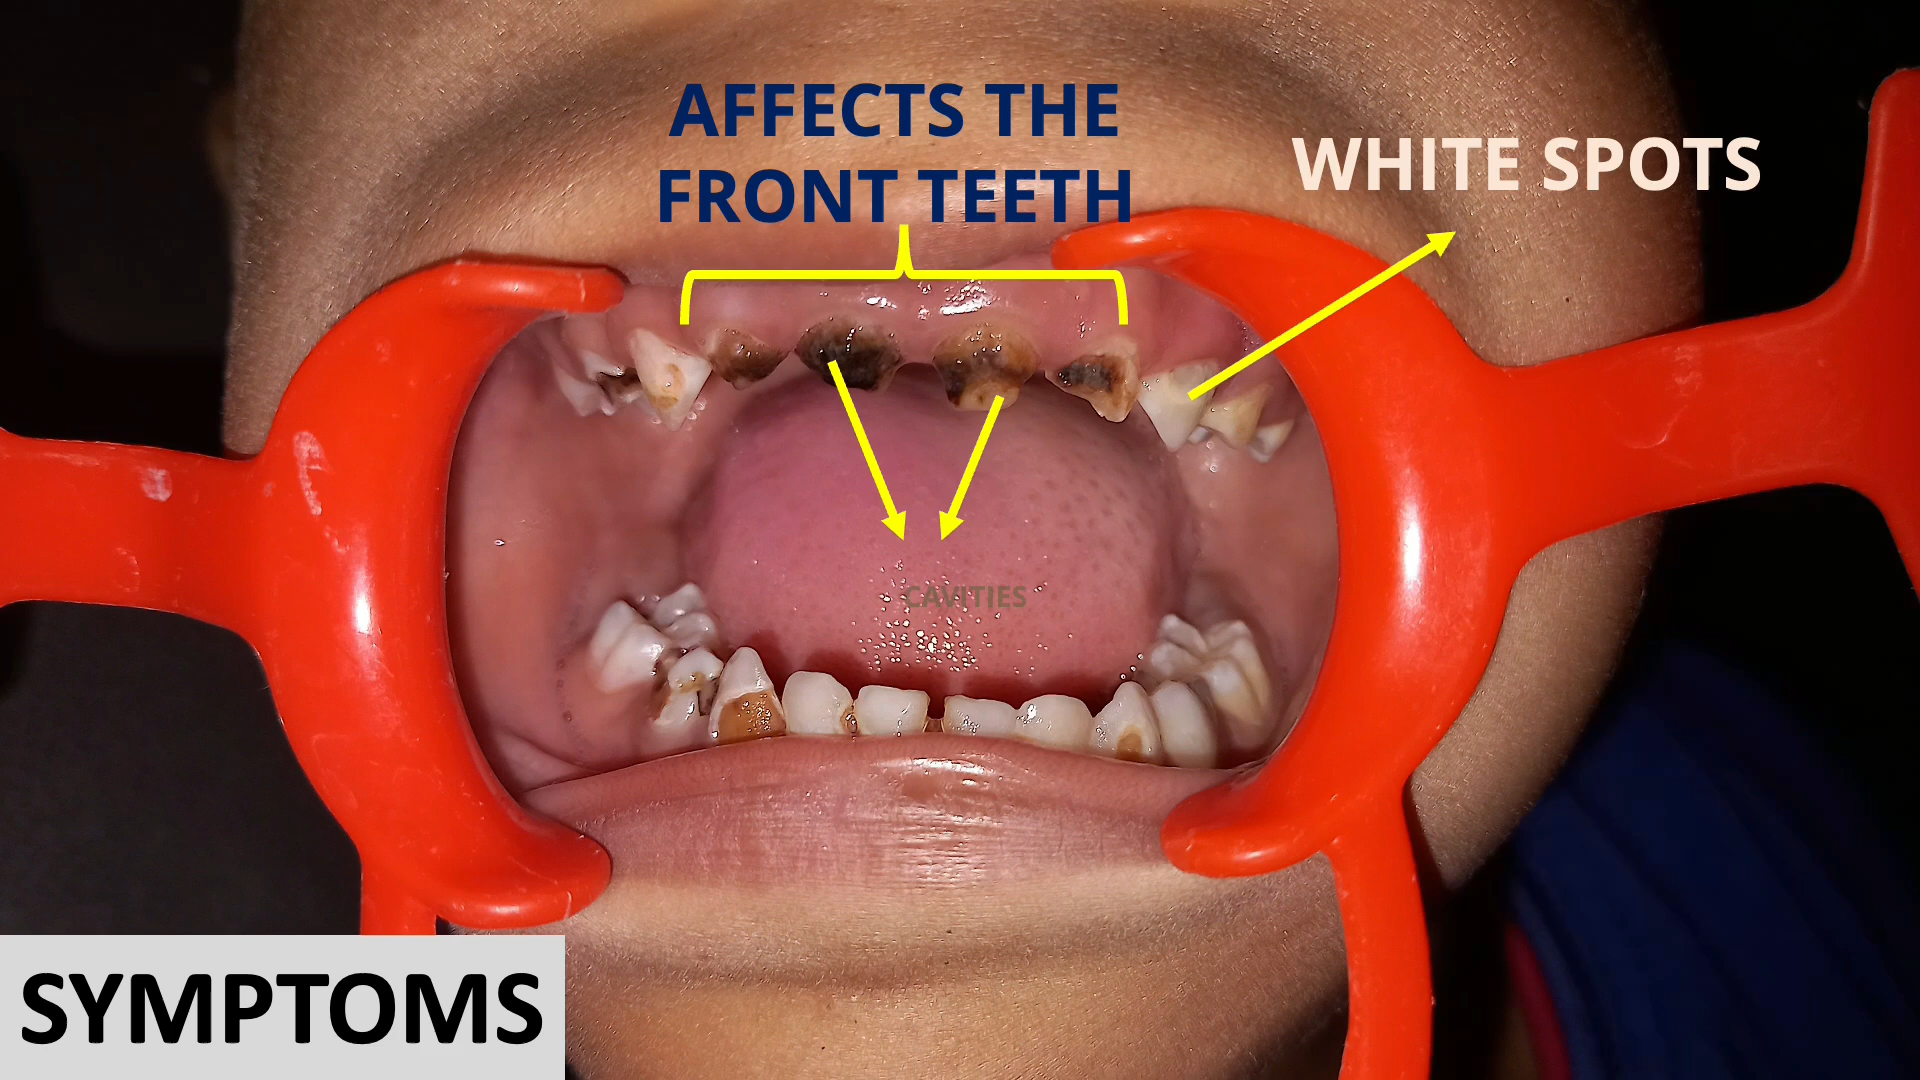 AFFECTS THE
FRONT TEETH
WHITE SPOTS
CAVITIES
SYMPTOMS